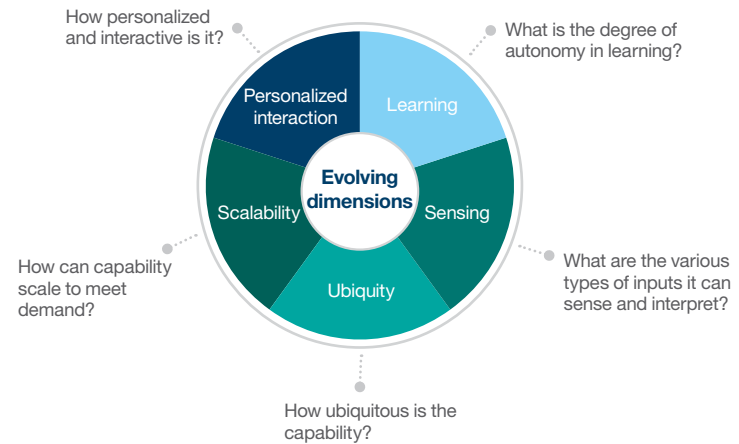 How personalized
and interactive is it?
What is the degree of
autonomy in learning?
Personalized
interaction
Learning
Evolving
dimensions
Scalability
Sensing
Ubiquity
How can capability
scale to meet
demand?
What are the various
types of inputs it can
sense and interpret?
How ubiquitous is the
capability?